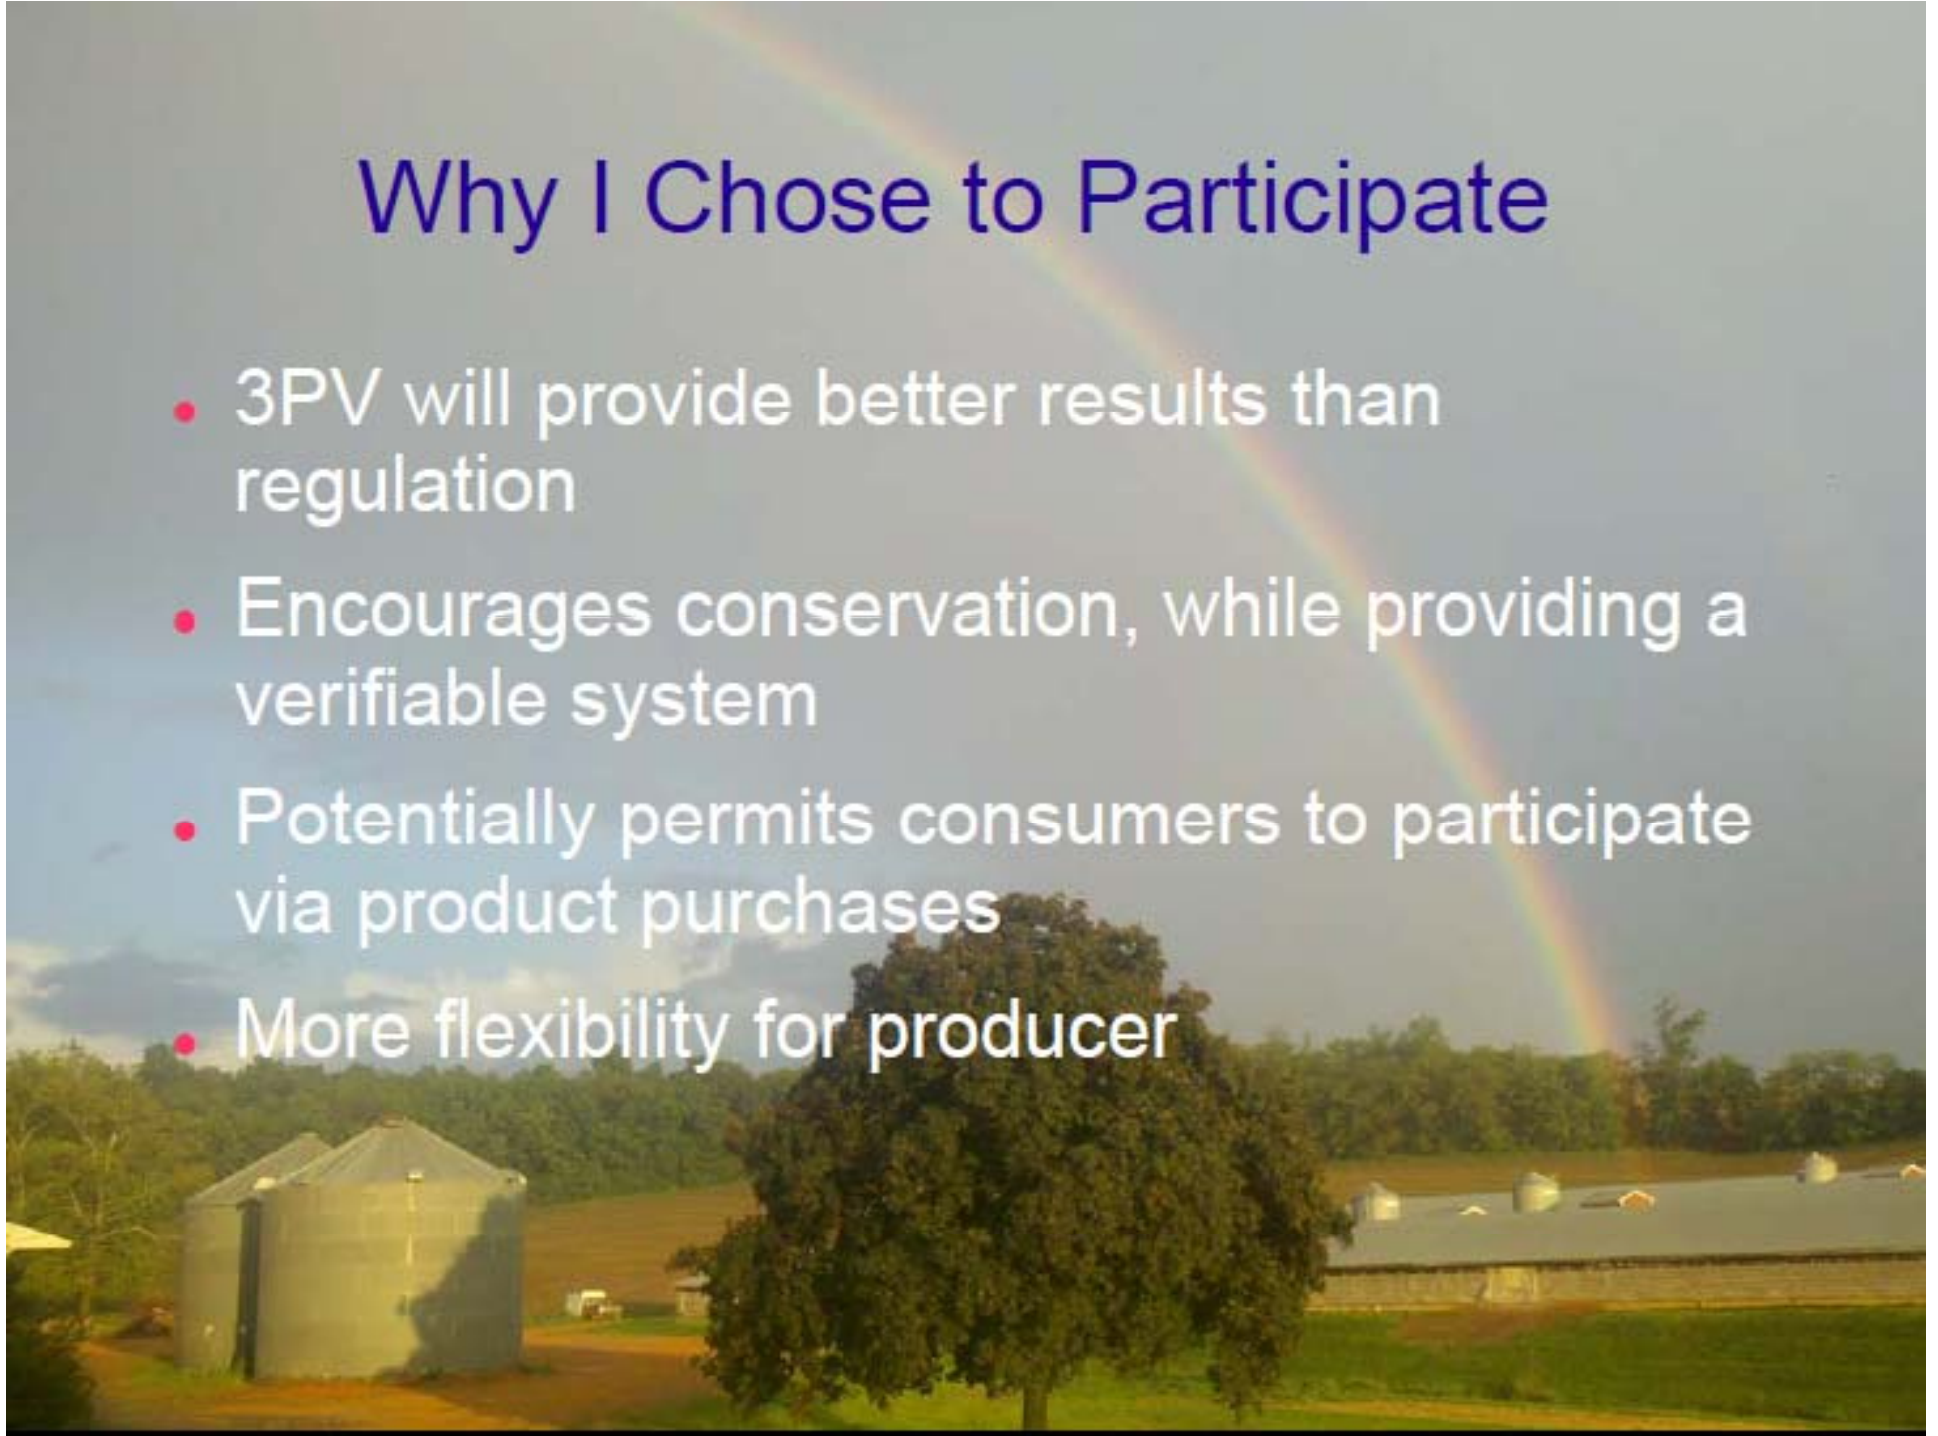 Why I Chose to Participate
• 3PV will provide better results than
regulation
• Encourages conservation, while providing a
verifiable system
• Potentially permits consumers to participate
via product purchases
• More flexibility for producer